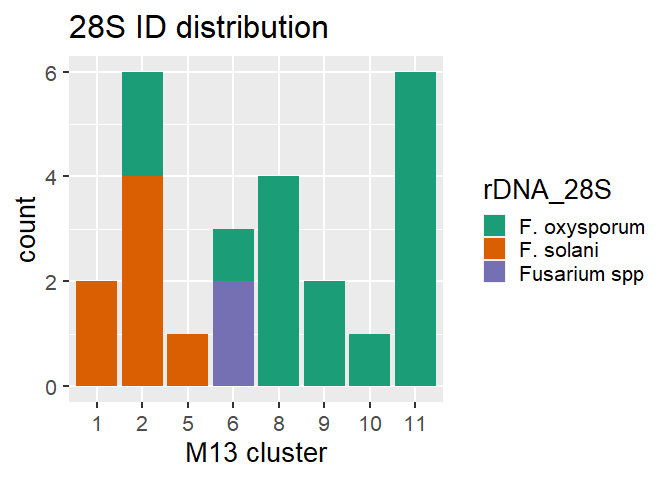 28S ID distribution
6
4
2
0
count
1 2 5 6 8 9 10 11
M13 cluster
rDNA_28S
F. oxysporum
F. solani
Fusarium spp